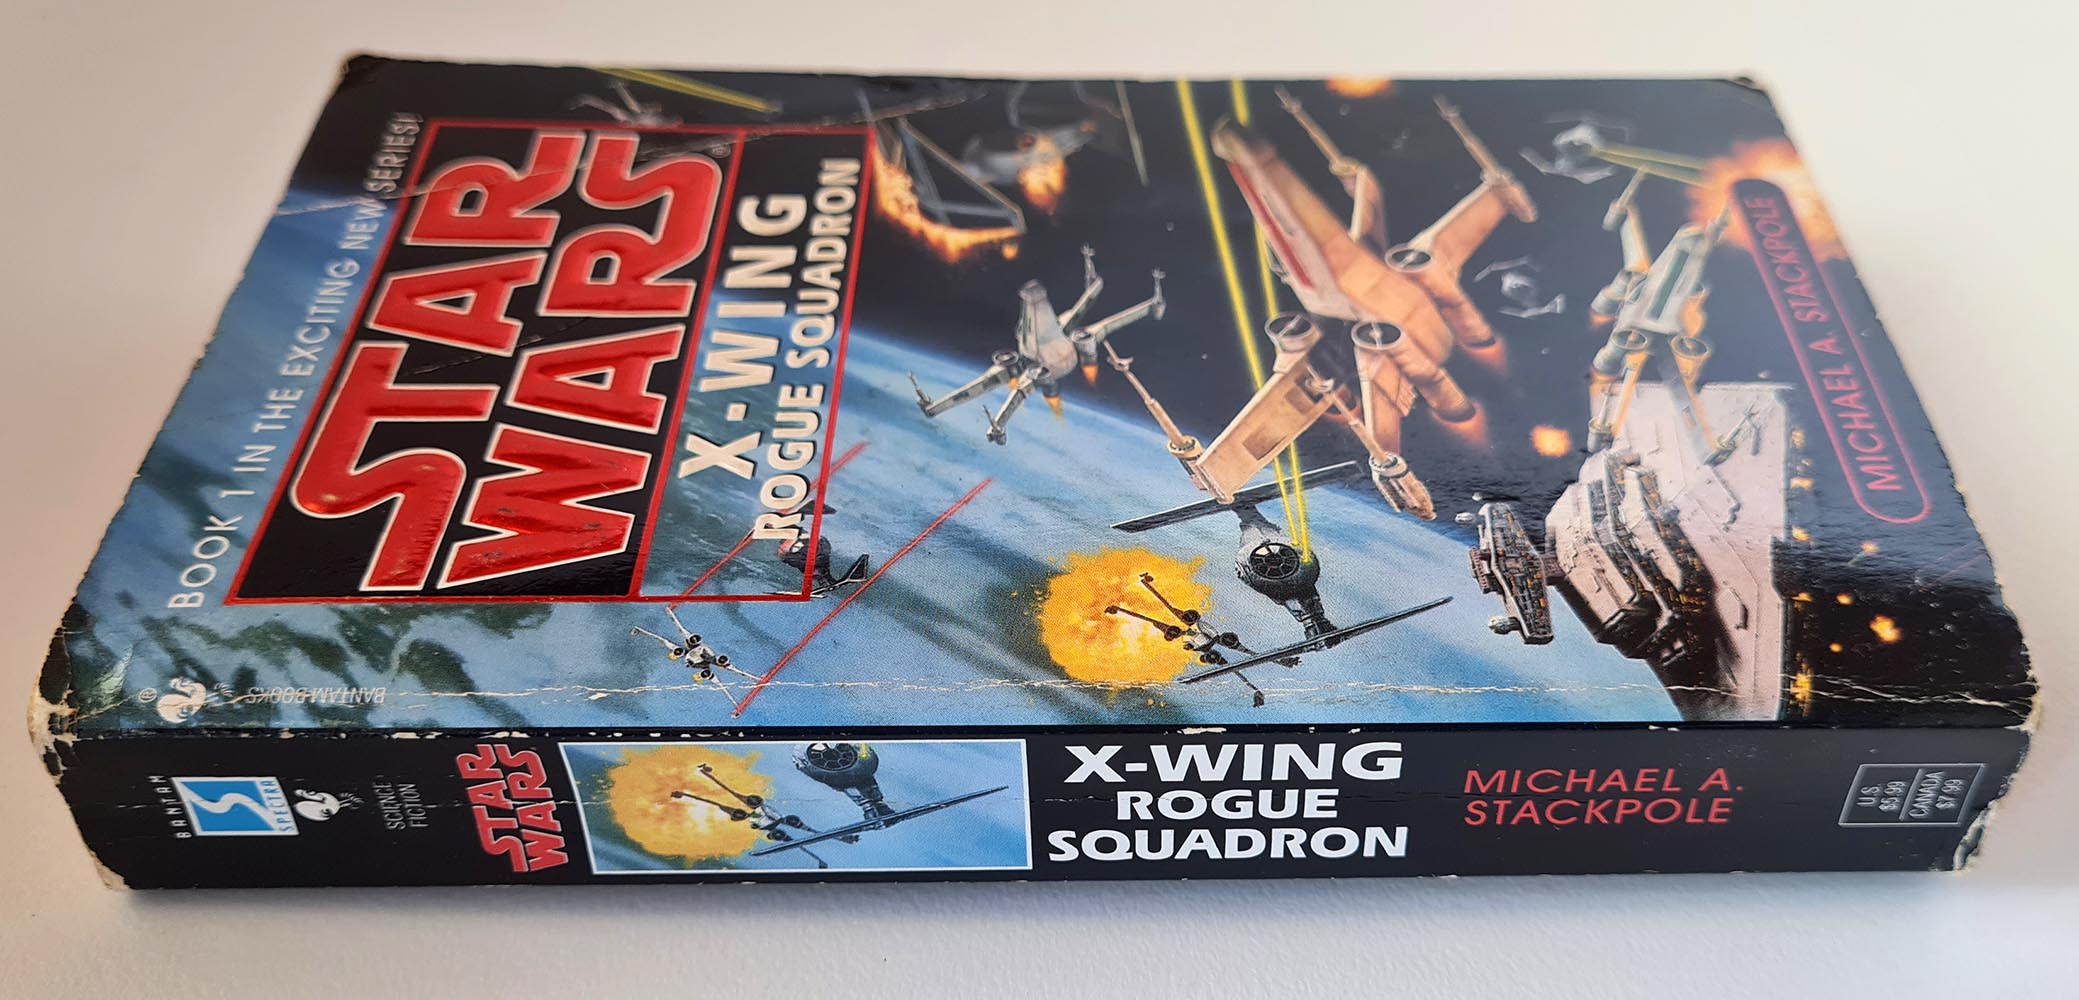 BOOK 1 IN THE EXCITING NEW SERIES!
STAR
WARS
®
X-WING
ROGUE SQUADRON
MICHAEL A. STACKPOLE
©
BANTAM BOOKS
BANTAM
S
SPECTRA
SCIENCE
FICTION
STAR
WARS
X-WING
ROGUE
SQUADRON
MICHAEL A.
STACKPOLE
U.S.
$5.99
CANADA
$7.99